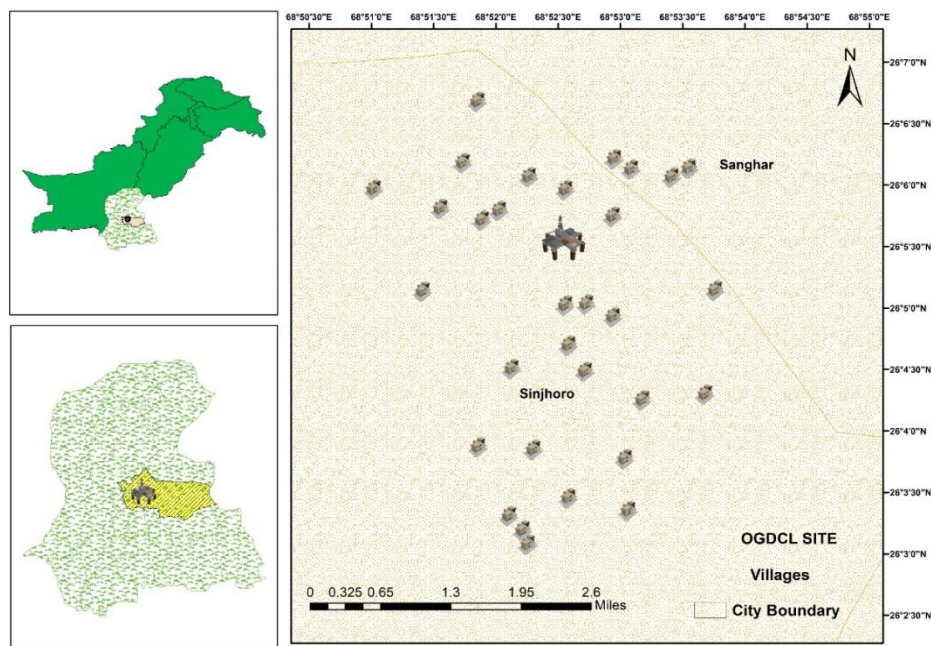 68°50'30"E 68°51'0"E 68°51'30"E 68°52'0"E 68°52'30"E 68°53'0"E 68°53'30"E 68°54'0"E 68°54'30"E 68°55'0"E
N
26°7'0"N
26°6'30"N
Sanghar
26°6'0"N
26°5'30"N
26°5'0"N
26°4'30"N
Sinjhoro
26°4'0"N
26°3'30"N
OGDCL SITE
26°3'0"N
Villages
0 0.325 0.65 1.3 1.95 2.6
Miles
City Boundary
26°2'30"N